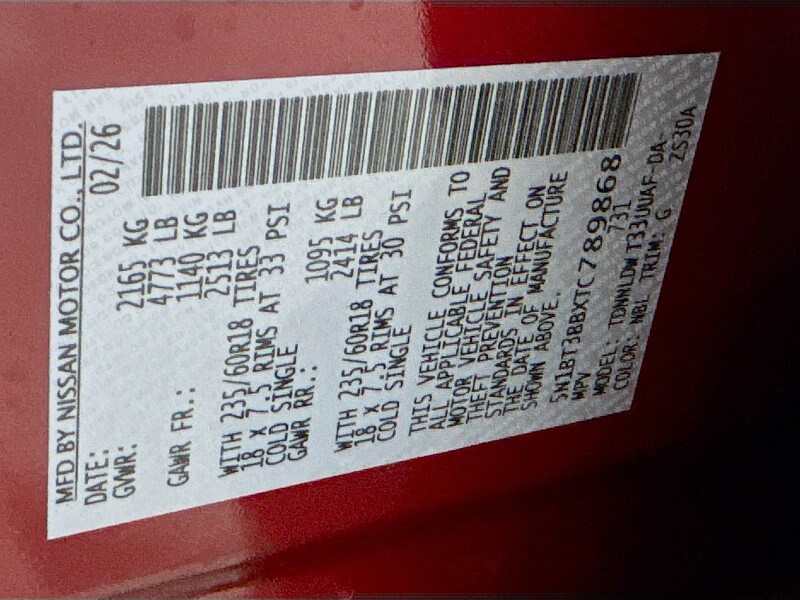 MFD BY NISSAN MOTOR CO., LTD.
DATE: 02/26
GVWR: 2165 KG
4773 LB
GAWR FR.: 1140 KG
2513 LB
WITH 235/60R18 TIRES
18 X 7.5 RIMS AT 33 PSI
COLD SINGLE
GAWR RR.: 1095 KG
2414 LB
WITH 235/60R18 TIRES
18 X 7.5 RIMS AT 30 PSI
COLD SINGLE
THIS VEHICLE CONFORMS TO
ALL APPLICABLE FEDERAL
MOTOR VEHICLE SAFETY AND
THEFT PREVENTION
STANDARDS IN EFFECT ON
THE DATE OF MANUFACTURE
SHOWN ABOVE.
5N1BT3BBXTC789868
MPV 731
MODEL: TDNNLDWT33UUAF-DA-
COLOR: NBL TRIM: G ZS30A